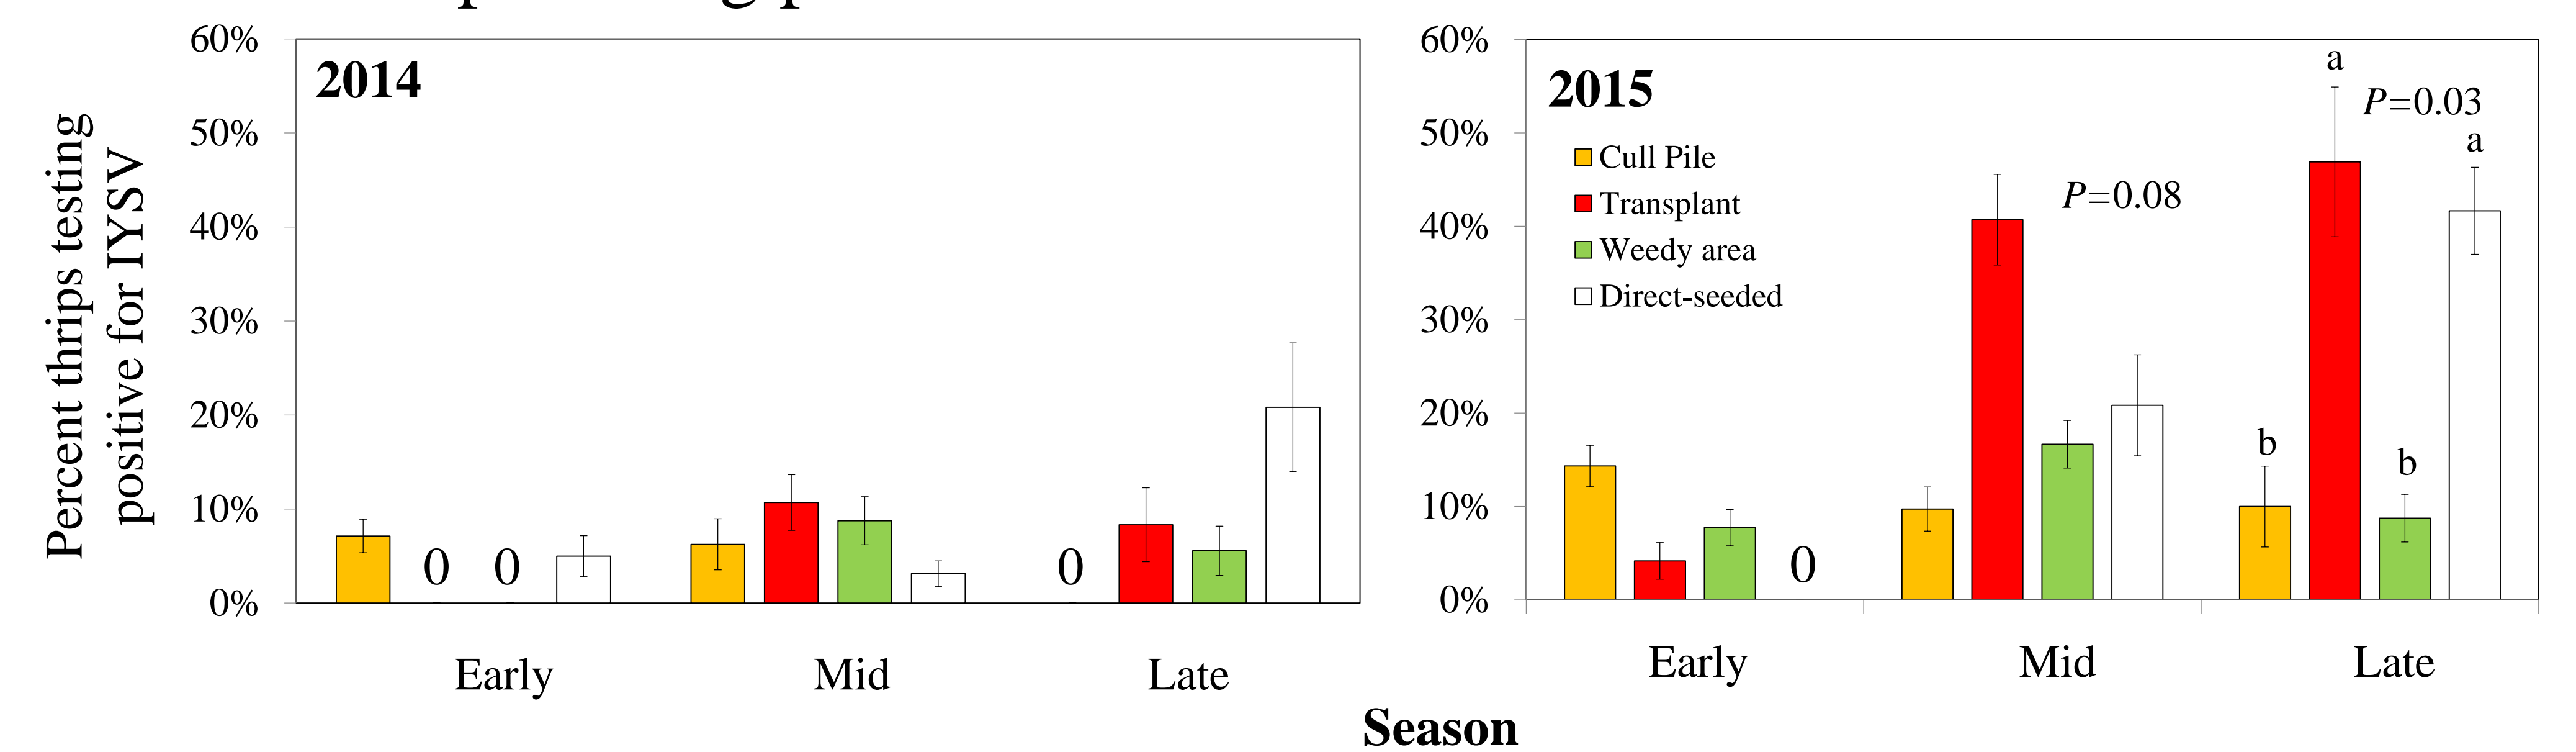 Percent thrips testing
positive for IYSV
60%
50%
40%
30%
20%
10%
0%
2014
0
0
0
Early
Mid
Late
60%
50%
40%
30%
20%
10%
0%
2015
Cull Pile
Transplant
Weedy area
Direct-seeded
0
P=0.08
b
a
b
P=0.03
a
Early
Mid
Late
Season